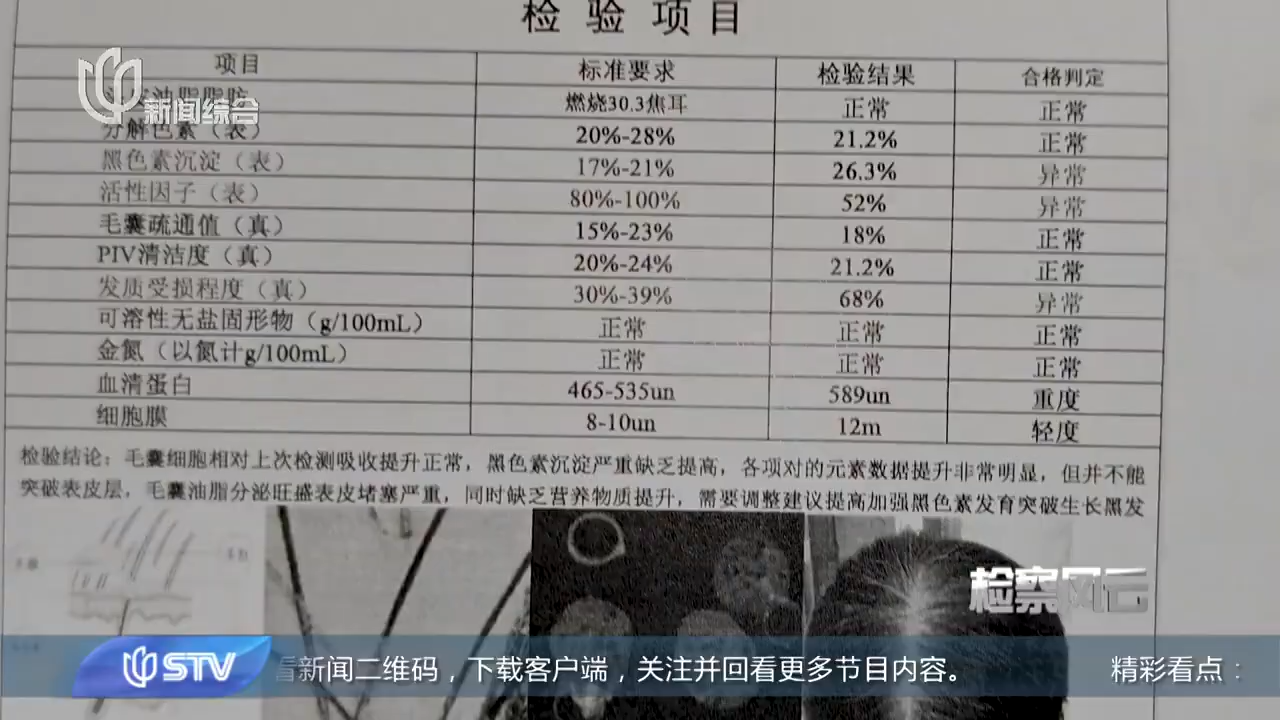 检验项目
项目 标准要求 检验结果 合格判定
油脂脂肪 燃烧30.3焦耳 正常 正常
新闻综合
分解色素（表） 20%-28% 21.2% 正常
黑色素沉淀（表） 17%-21% 26.3% 异常
活性因子（表） 80%-100% 52% 异常
毛囊疏通值（真） 15%-23% 18% 正常
PIV清洁度（真） 20%-24% 21.2% 正常
发质受损程度（真） 30%-39% 68% 异常
可溶性无盐固形物（g/100mL） 正常 正常 正常
金氮（以氮计g/100mL） 正常 正常 正常
血清蛋白 465-535un 589un 重度
细胞膜 8-10un 12m 轻度
检验结论：毛囊细胞相对上次检测吸收提升正常，黑色素沉淀严重缺乏提高，各项对的元素数据提升非常明显，但并不能
突破表皮层，毛囊油脂分泌旺盛表皮堵塞严重，同时缺乏营养物质提升，需要调整建议提高加强黑色素发育突破生长黑发
检察风云
STV 看新闻二维码，下载客户端，关注并回看更多节目内容。 精彩看点：